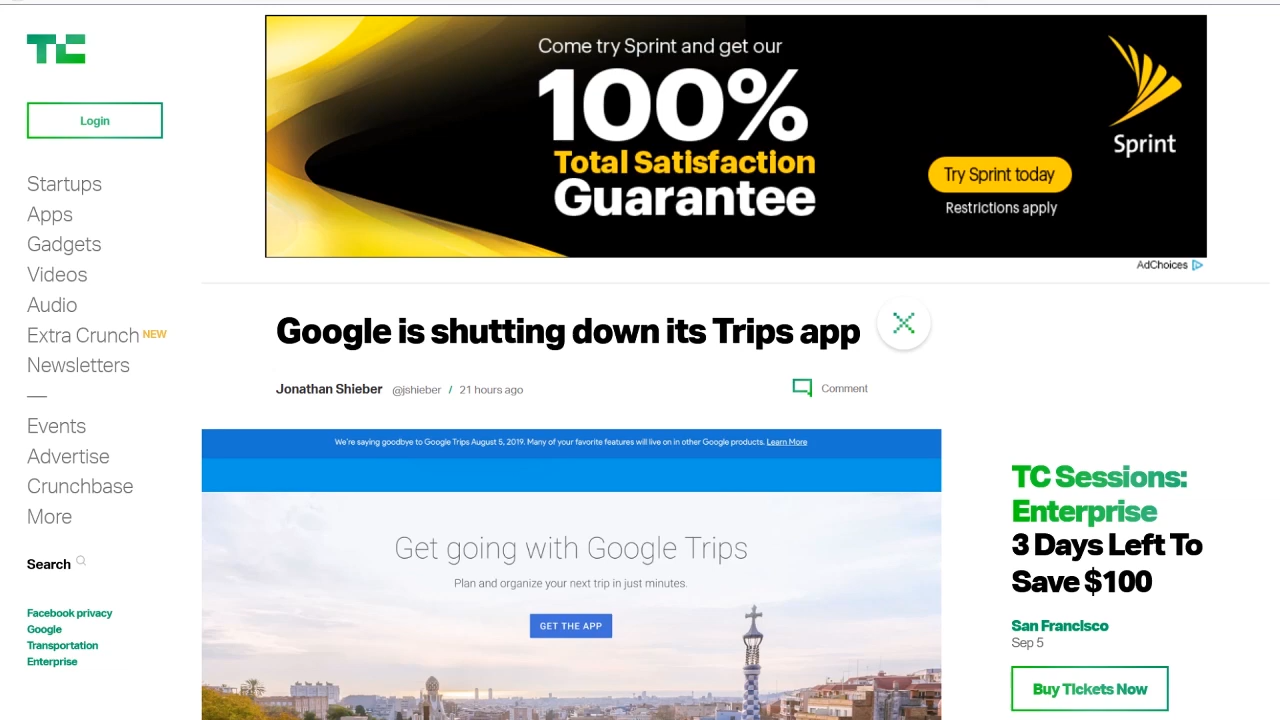 TC
Login
Startups
Apps
Gadgets
Videos
Audio
Extra Crunch NEW
Newsletters
—
Events
Advertise
Crunchbase
More
Search
Facebook privacy
Google
Transportation
Enterprise
Come try Sprint and get our
100%
Total Satisfaction
Guarantee
Try Sprint today
Restrictions apply
Sprint
AdChoices
Google is shutting down its Trips app
Jonathan Shieber @jshieber / 21 hours ago
Comment
We're saying goodbye to Google Trips August 5, 2019. Many of your favorite features will live on in other Google products. Learn More
Get going with Google Trips
Plan and organize your next trip in just minutes.
GET THE APP
TC Sessions:
Enterprise
3 Days Left To
Save $100
San Francisco
Sep 5
Buy Tickets Now